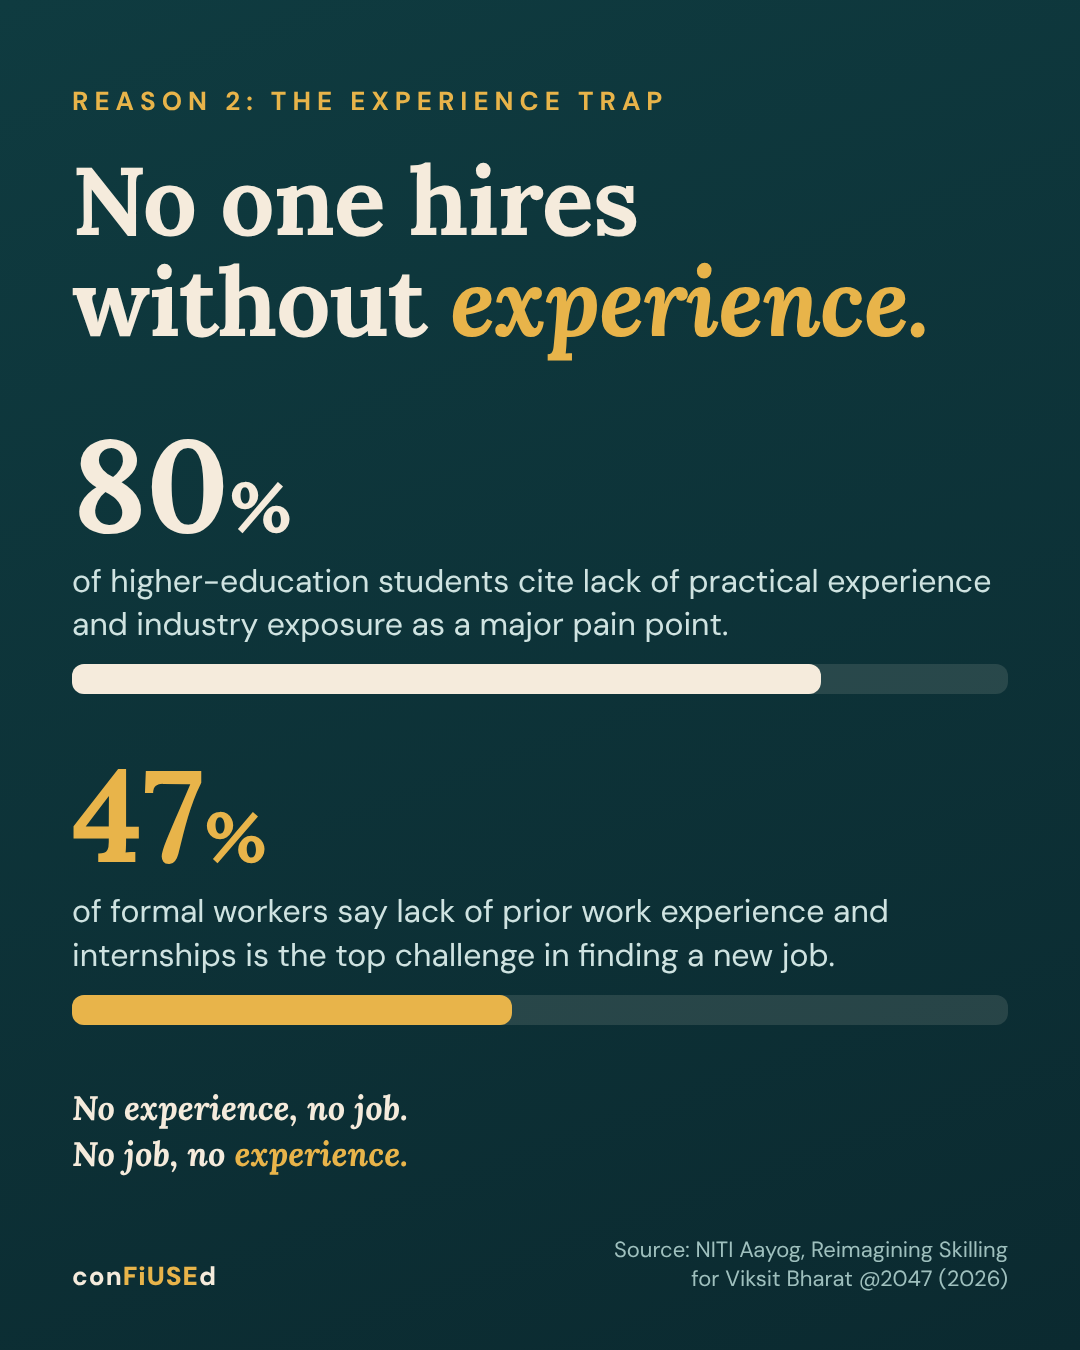 REASON 2: THE EXPERIENCE TRAP
No one hires
without experience.
80%
of higher-education students cite lack of practical experience
and industry exposure as a major pain point.
47%
of formal workers say lack of prior work experience and
internships is the top challenge in finding a new job.
No experience, no job.
No job, no experience.
conFiUSEd
Source: NITI Aayog, Reimagining Skilling
for Viksit Bharat @2047 (2026)